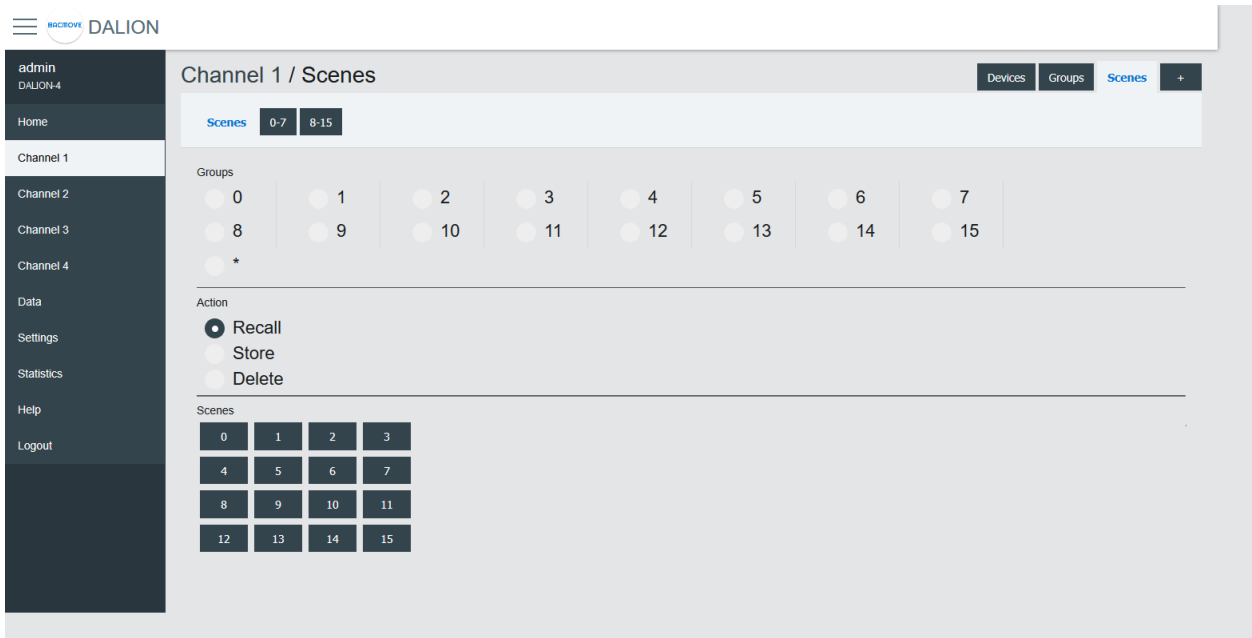 BACMOVE DALION
admin
DALION-4
Home
Channel 1
Channel 2
Channel 3
Channel 4
Data
Settings
Statistics
Help
Logout
Channel 1 / Scenes
Devices Groups Scenes +
Scenes 0-7 8-15
Groups
0 1 2 3 4 5 6 7
8 9 10 11 12 13 14 15
*
Action
Recall
Store
Delete
Scenes
0 1 2 3
4 5 6 7
8 9 10 11
12 13 14 15